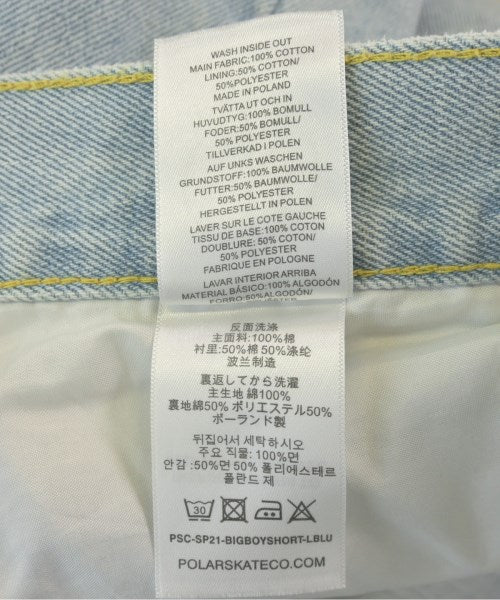 WASH INSIDE OUT
MAIN FABRIC:100% COTTON
LINING:50% COTTON/
50%POLYESTER
MADE IN POLAND
TVÄTTA UT OCH IN
HUVUDTYG:100% BOMULL
FODER:50% BOMULL/
50% POLYESTER
TILLVERKAD I POLEN
AUF UNKS WASCHEN
GRUNDSTOFF:100% BAUMWOLLE
FUTTER:50% BAUMWOLLE/
50% POLYESTER
HERGESTELLT IN POLEN
LAVER SUR LE COTE GAUCHE
TISSU DE BASE:100% COTON
DOUBLURE: 50% COTON/
50% POLYESTER
FABRIQUE EN POLOGNE
LAVAR INTERIOR ARRIBA
MATERIAL BÁSICO:100% ALGODÓN
FORRO:50%ALGODÓN/
反面洗涤
主面料:100%棉
衬里:50%棉 50%涤纶
波兰制造
裏返してから洗濯
主生地 綿100%
裏地綿50% ポリエステル50%
ポーランド製
뒤집어서 세탁하시오
주요 직물: 100%면
안감 :50%면 50% 폴리에스테르
폴란드 제
30
PSC-SP21-BIGBOYSHORT-LBLU
POLARSKATECO.COM